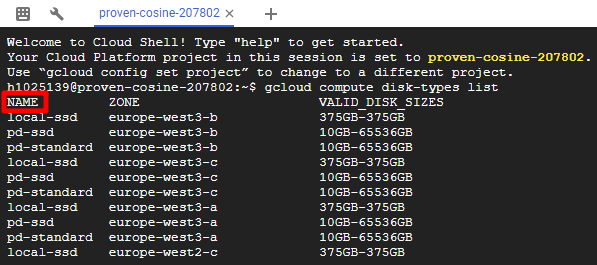 proven-cosine-207802
Welcome to Cloud Shell! Type "help" to get started.
Your Cloud Platform project in this session is set to proven-cosine-207802.
Use “gcloud config set project” to change to a different project.
h1025139@proven-cosine-207802:~$ gcloud compute disk-types list
NAME ZONE VALID_DISK_SIZES
local-ssd europe-west3-b 375GB-375GB
pd-ssd europe-west3-b 10GB-65536GB
pd-standard europe-west3-b 10GB-65536GB
local-ssd europe-west3-c 375GB-375GB
pd-ssd europe-west3-c 10GB-65536GB
pd-standard europe-west3-c 10GB-65536GB
local-ssd europe-west3-a 375GB-375GB
pd-ssd europe-west3-a 10GB-65536GB
pd-standard europe-west3-a 10GB-65536GB
local-ssd europe-west2-c 375GB-375GB